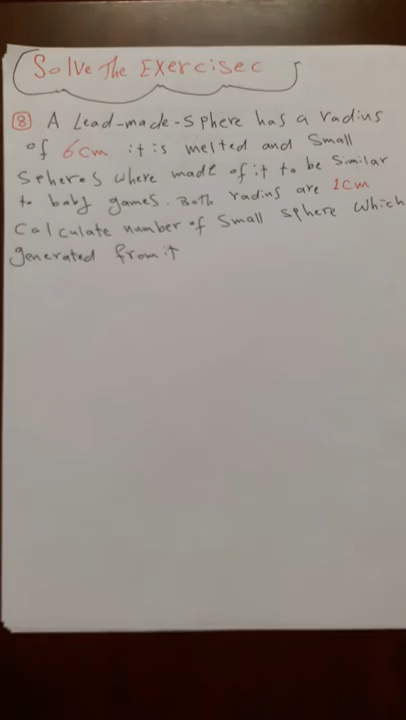 Solve The Exercisec
8 A Lead-made-sphere has a radius
of 6cm it is melted and small
spheres where made of it to be similar
to baby games. Both radius are 1cm
Calculate number of small sphere which
generated from it